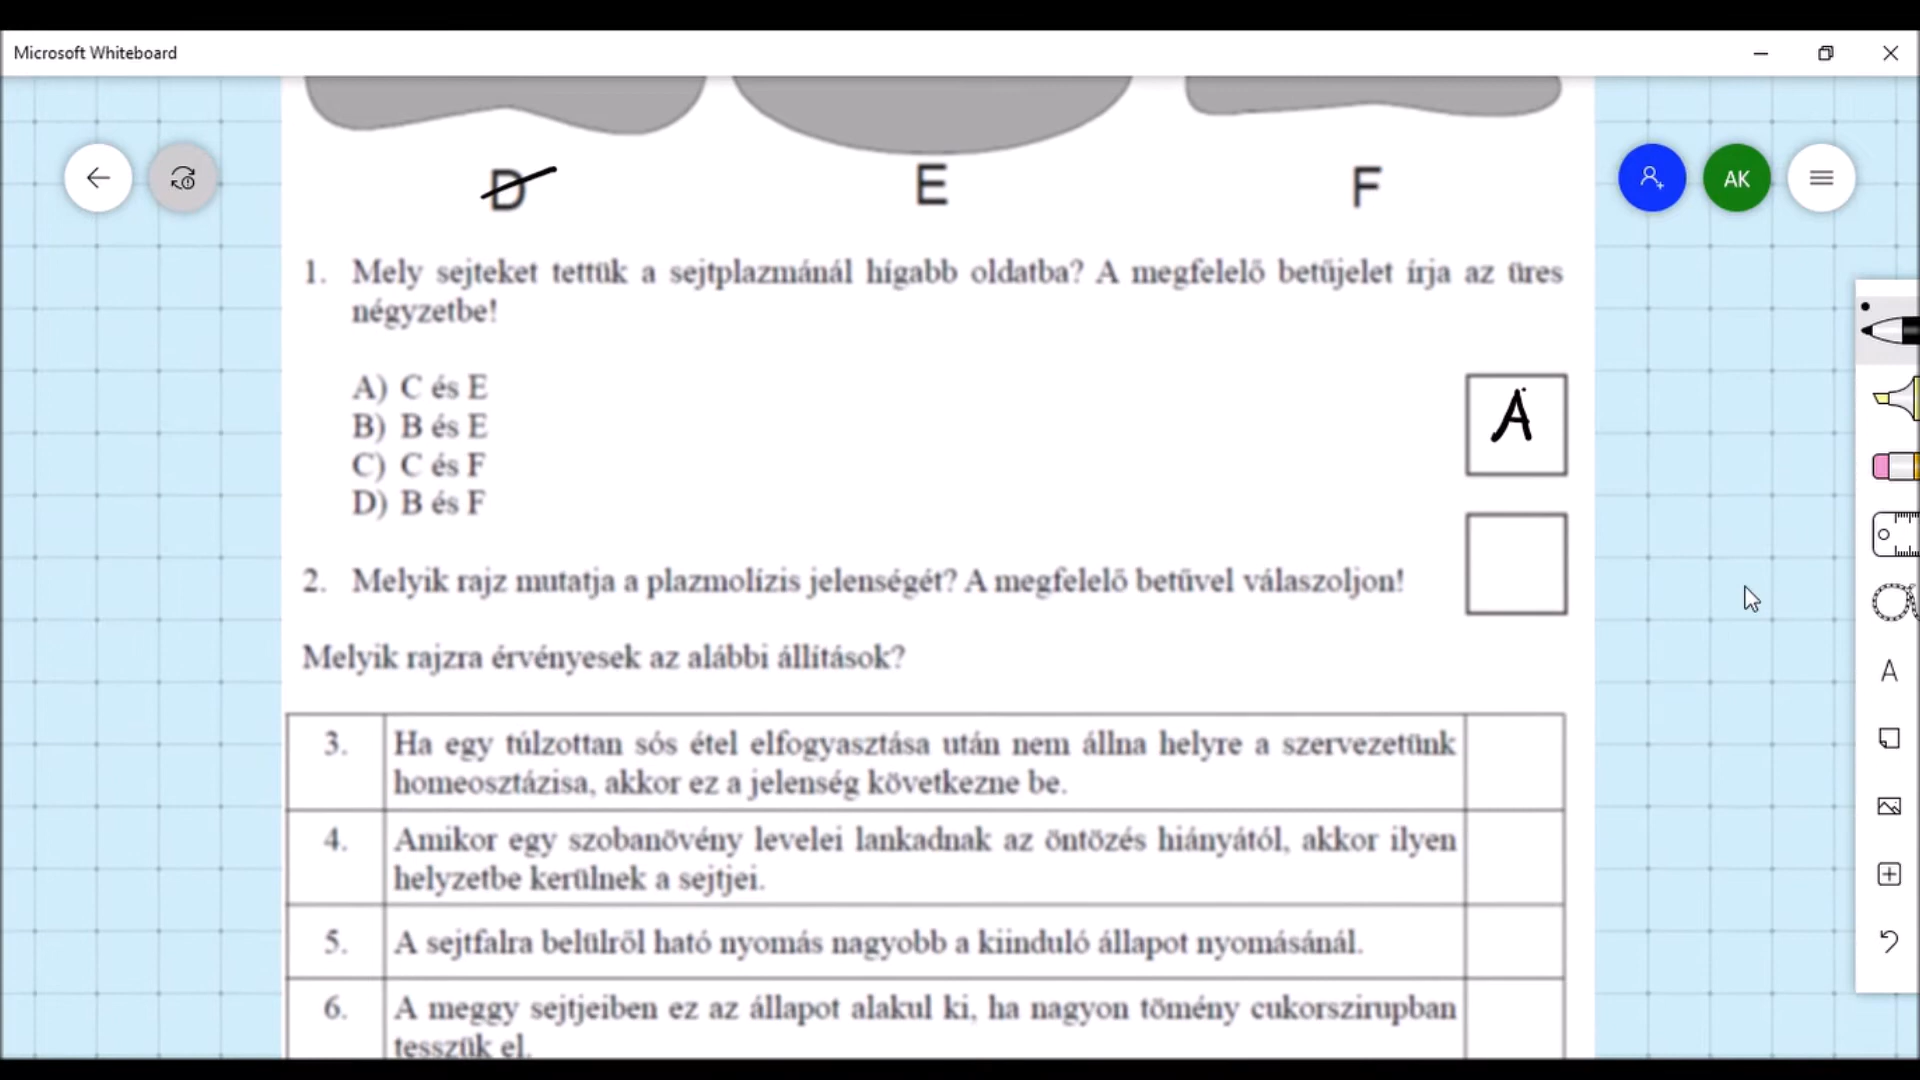 Microsoft Whiteboard
D E F
AK
1. Mely sejteket tettük a sejtplazmánál hígabb oldatba? A megfelelő betűjelet írja az üres
négyzetbe!
A) C és E
B) B és E
C) C és F
D) B és F
A
2. Melyik rajz mutatja a plazmolízis jelenségét? A megfelelő betűvel válaszoljon!
Melyik rajzra érvényesek az alábbi állítások?
3. Ha egy túlzottan sós étel elfogyasztása után nem állna helyre a szervezetünk
homeosztázisa, akkor ez a jelenség következne be.
4. Amikor egy szobanövény levelei lankadnak az öntözés hiányától, akkor ilyen
helyzetbe kerülnek a sejtjei.
5. A sejtfalra belülről ható nyomás nagyobb a kiinduló állapot nyomásánál.
6. A meggy sejtjeiben ez az állapot alakul ki, ha nagyon tömény cukorszirupban
tesszük el.